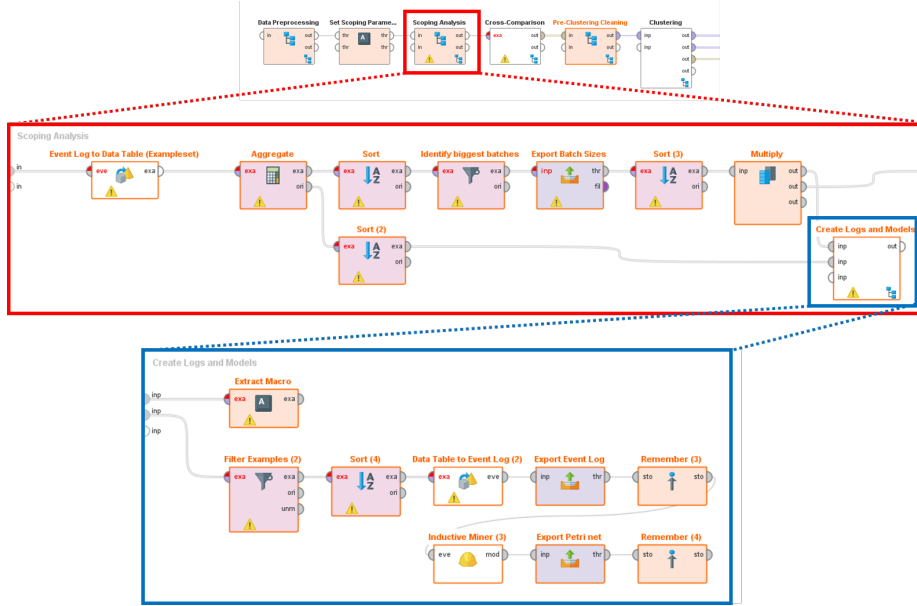 Data Preprocessing
Set Scoping Parame...
Scoping Analysis
Cross-Comparison
Pre-Clustering Cleaning
Clustering
in out
in out
thr thr
thr thr
in out
in out
exa out
out
out
in out
in out
inp out
inp out
out
out
Scoping Analysis
in
in
Event Log to Data Table (Exampleset)
eve exa
Aggregate
exa exa
ori
Sort
exa exa
ori
Identify biggest batches
exa exa
ori
Export Batch Sizes
inp thr
fil
Sort (3)
exa exa
ori
Multiply
inp out
out
out
Sort (2)
exa exa
ori
Create Logs and Models
inp out
inp
inp
Create Logs and Models
inp
inp
inp
Extract Macro
exa exa
Filter Examples (2)
exa exa
ori
unm
Sort (4)
exa exa
ori
Data Table to Event Log (2)
exa eve
Export Event Log
inp thr
Remember (3)
sto sto
Inductive Miner (3)
eve mod
Export Petri net
inp thr
Remember (4)
sto sto